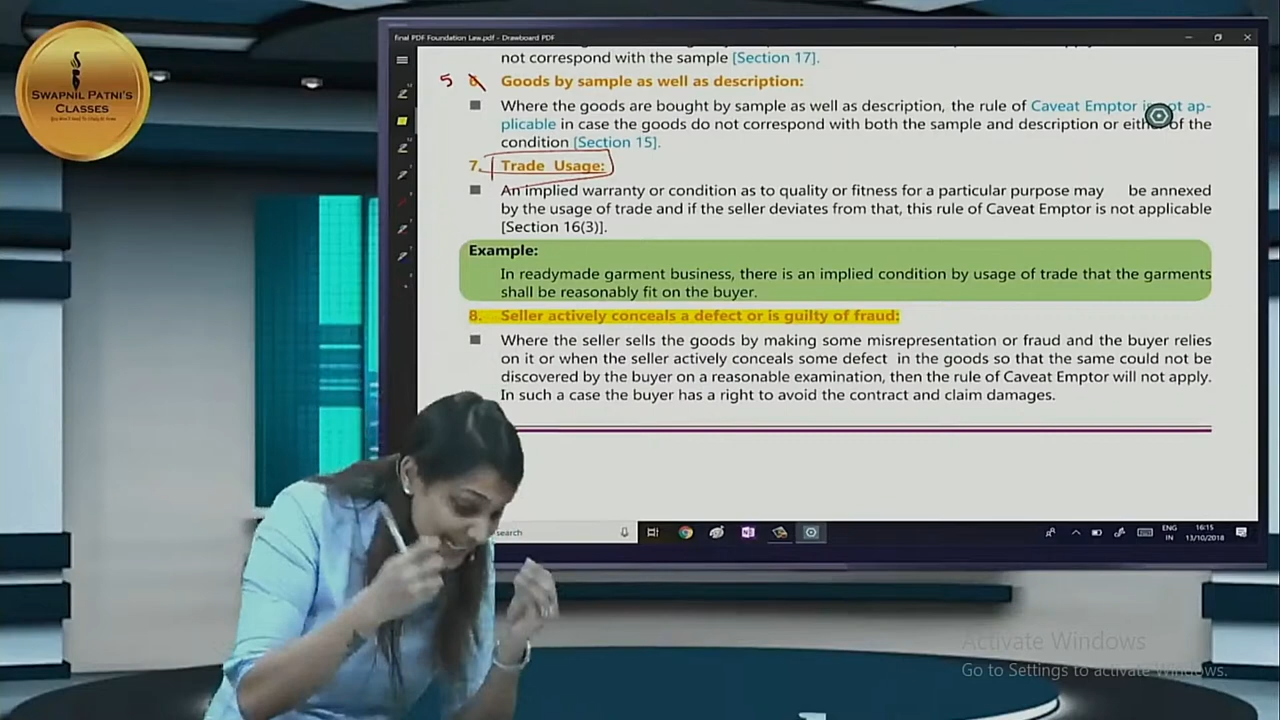 SWAPNIL PATNI'S
CLASSES
final PDF Foundation Law.pdf - Drawboard PDF
not correspond with the sample [Section 17].
5 6. Goods by sample as well as description:
Where the goods are bought by sample as well as description, the rule of Caveat Emptor is not ap-
plicable in case the goods do not correspond with both the sample and description or either of the
condition [Section 15].
7. Trade Usage:
An implied warranty or condition as to quality or fitness for a particular purpose may be annexed
by the usage of trade and if the seller deviates from that, this rule of Caveat Emptor is not applicable
[Section 16(3)].
Example:
In readymade garment business, there is an implied condition by usage of trade that the garments
shall be reasonably fit on the buyer.
8. Seller actively conceals a defect or is guilty of fraud:
Where the seller sells the goods by making some misrepresentation or fraud and the buyer relies
on it or when the seller actively conceals some defect in the goods so that the same could not be
discovered by the buyer on a reasonable examination, then the rule of Caveat Emptor will not apply.
In such a case the buyer has a right to avoid the contract and claim damages.
search
ENG
IN
16:15
13/10/2018
Activate Windows
Go to Settings to activate Windows.